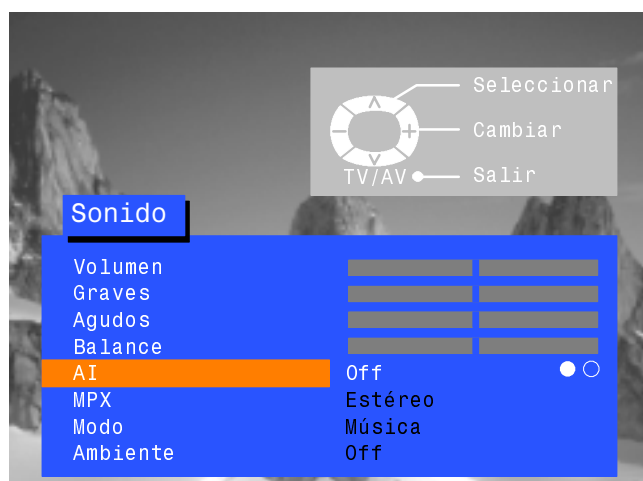 Seleccionar
Cambiar
TV/AV Salir
Sonido
Volumen
Graves
Agudos
Balance
AI Off
MPX Estéreo
Modo Música
Ambiente Off